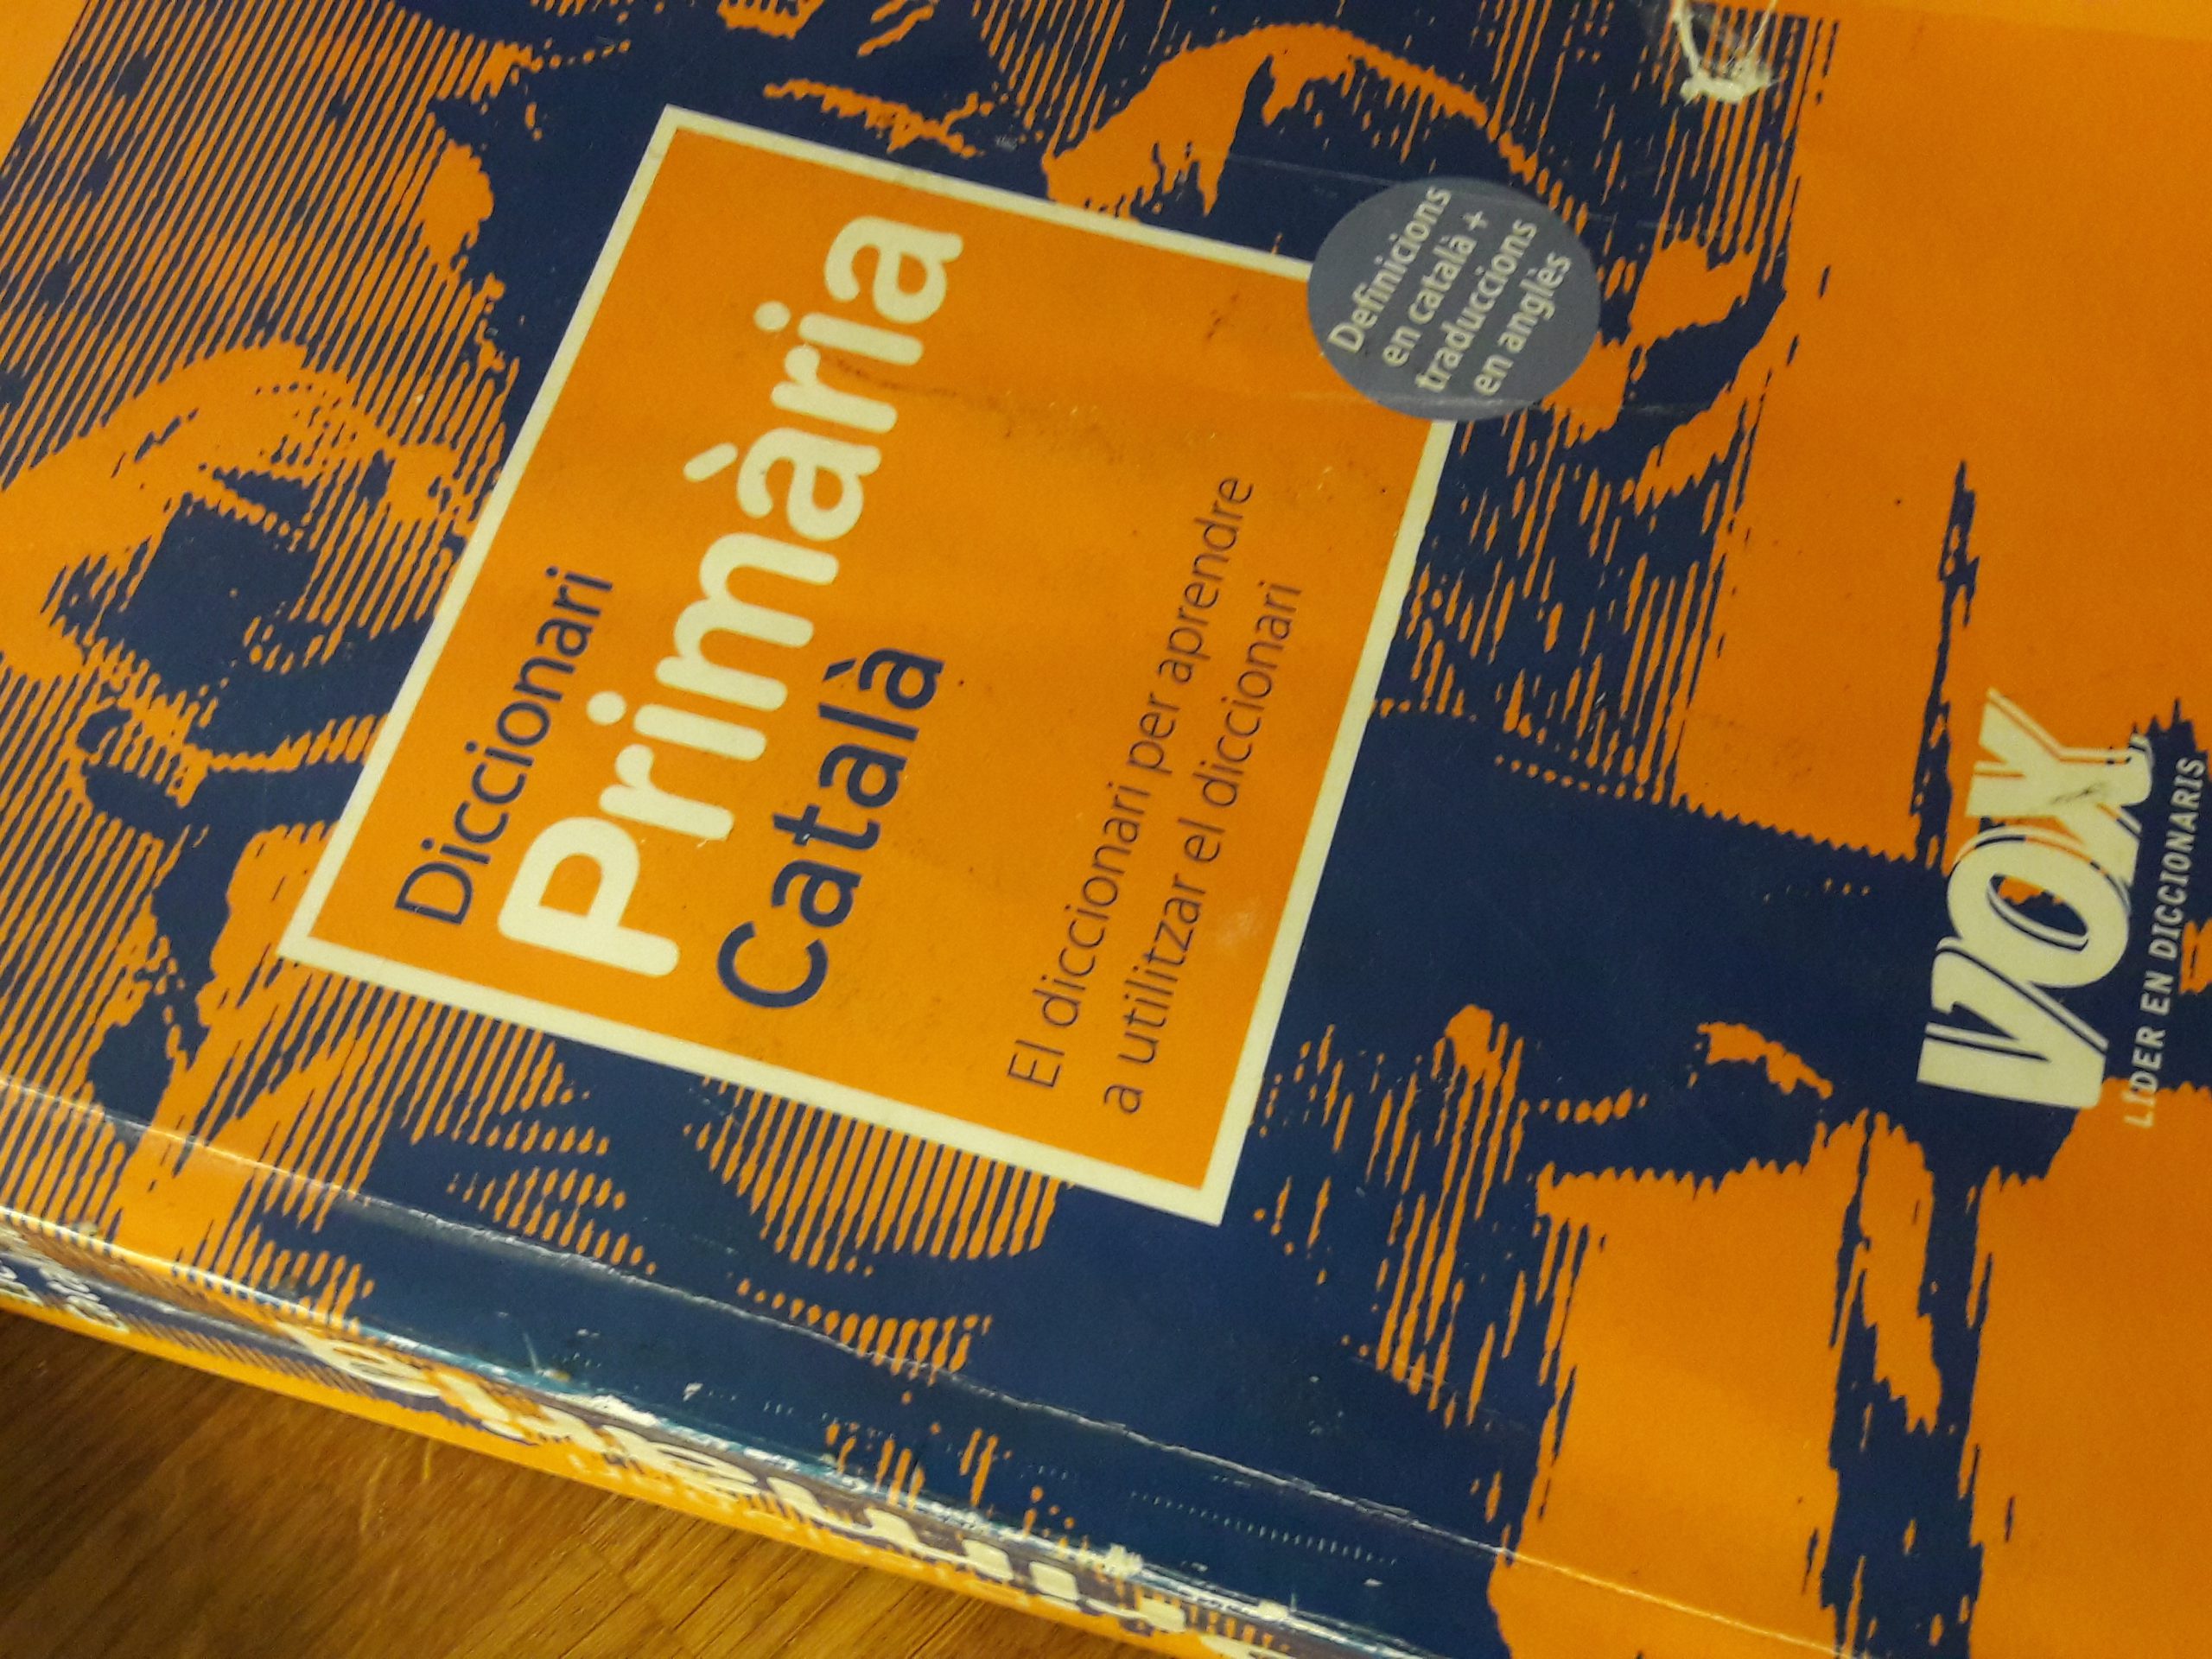 Diccionari
Primària
Català
El diccionari per aprendre
a utilitzar el diccionari
Definicions
en català +
traduccions
en anglès
VOX
LÍDER EN DICCIONARIS
Primària